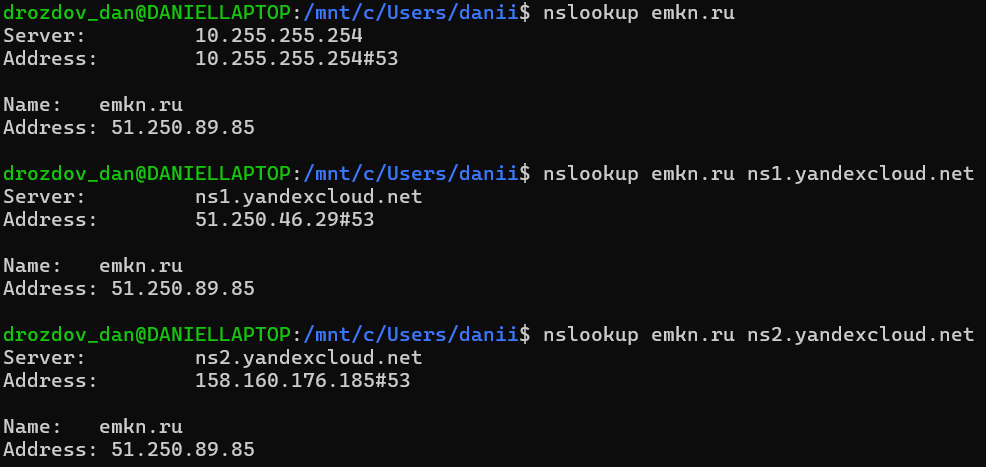 drozdov_dan@DANIELLAPTOP:/mnt/c/Users/danii$ nslookup emkn.ru
Server:         10.255.255.254
Address:        10.255.255.254#53

Name:   emkn.ru
Address: 51.250.89.85

drozdov_dan@DANIELLAPTOP:/mnt/c/Users/danii$ nslookup emkn.ru ns1.yandexcloud.net
Server:         ns1.yandexcloud.net
Address:        51.250.46.29#53

Name:   emkn.ru
Address: 51.250.89.85

drozdov_dan@DANIELLAPTOP:/mnt/c/Users/danii$ nslookup emkn.ru ns2.yandexcloud.net
Server:         ns2.yandexcloud.net
Address:        158.160.176.185#53

Name:   emkn.ru
Address: 51.250.89.85